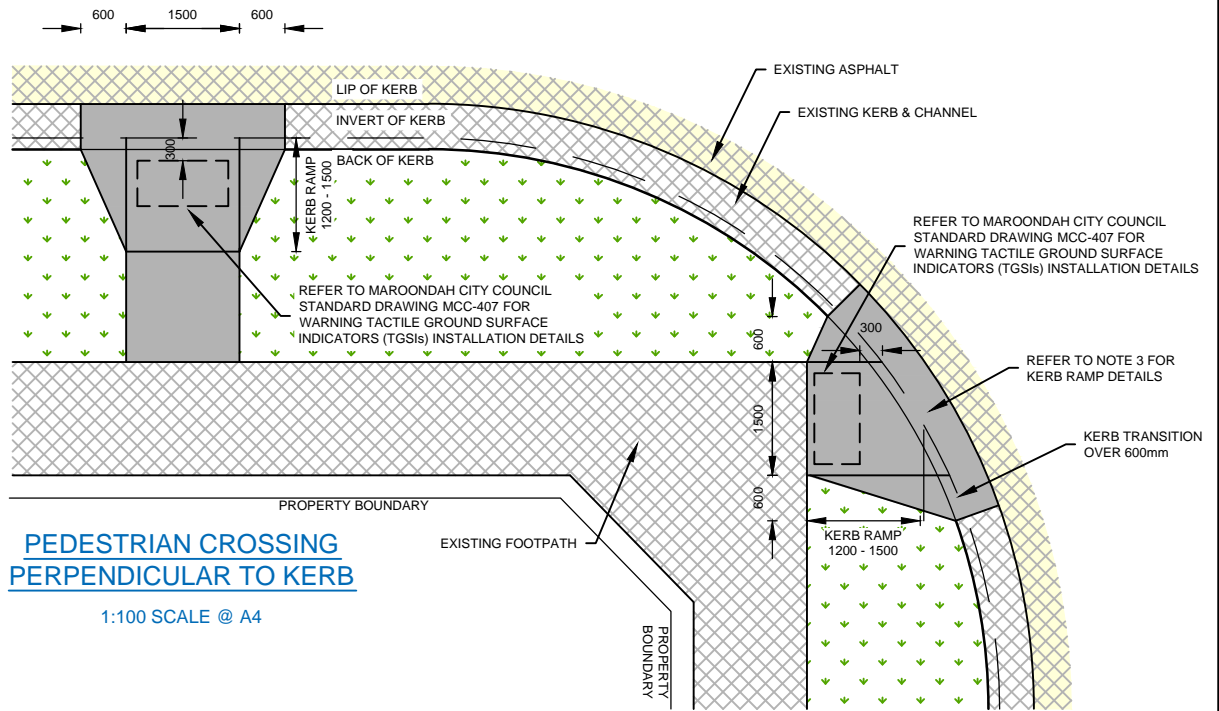 600
1500
600
LIP OF KERB
INVERT OF KERB
BACK OF KERB
300
KERB RAMP
1200 - 1500
EXISTING ASPHALT
EXISTING KERB & CHANNEL
REFER TO MAROONDAH CITY COUNCIL
STANDARD DRAWING MCC-407 FOR
WARNING TACTILE GROUND SURFACE
INDICATORS (TGSIs) INSTALLATION DETAILS
REFER TO MAROONDAH CITY COUNCIL
STANDARD DRAWING MCC-407 FOR
WARNING TACTILE GROUND SURFACE
INDICATORS (TGSIs) INSTALLATION DETAILS
600
300
REFER TO NOTE 3 FOR
KERB RAMP DETAILS
1500
KERB TRANSITION
OVER 600mm
600
KERB RAMP
1200 - 1500
PROPERTY BOUNDARY
EXISTING FOOTPATH
PROPERTY
BOUNDARY
PEDESTRIAN CROSSING
PERPENDICULAR TO KERB
1:100 SCALE @ A4